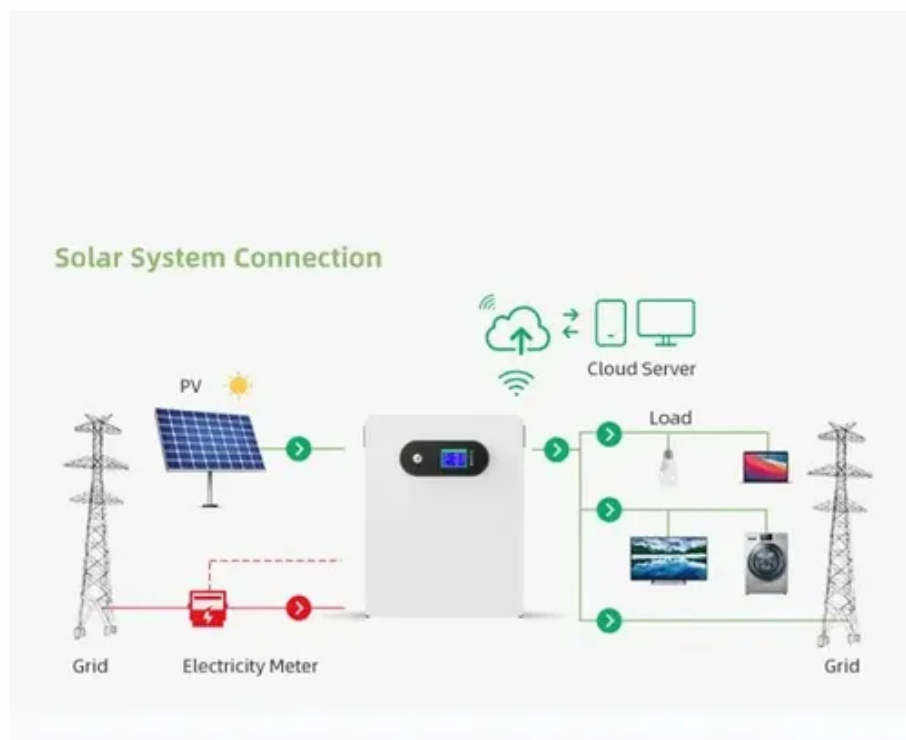 Solar System Connection
Cloud Server
PV
Load
Grid
Electricity Meter
Grid